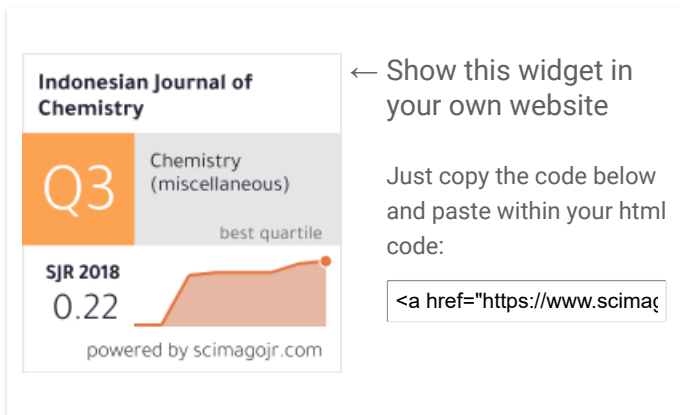 Indonesian Journal of
Chemistry
Q3
Chemistry
(miscellaneous)
best quartile
SJR 2018
0.22
powered by scimagojr.com
← Show this widget in
your own website
Just copy the code below
and paste within your html
code:
<a href="https://www.scimag